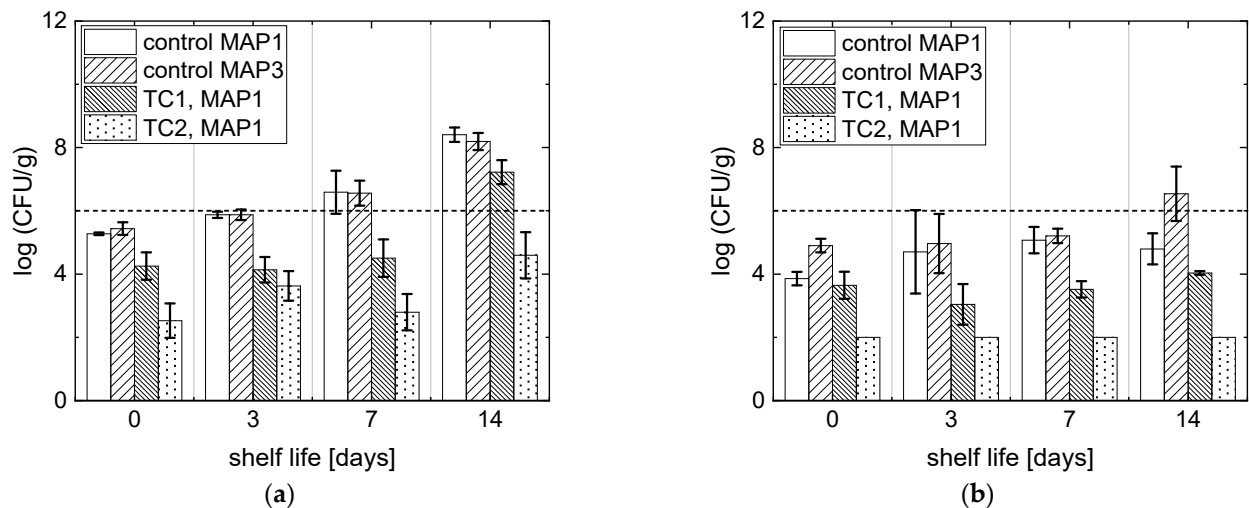 12
8
4
0
log (CFU/g)
control MAP1
control MAP3
TC1, MAP1
TC2, MAP1
0 3 7 14
shelf life [days]
(a)
12
8
4
0
log (CFU/g)
control MAP1
control MAP3
TC1, MAP1
TC2, MAP1
0 3 7 14
shelf life [days]
(b)